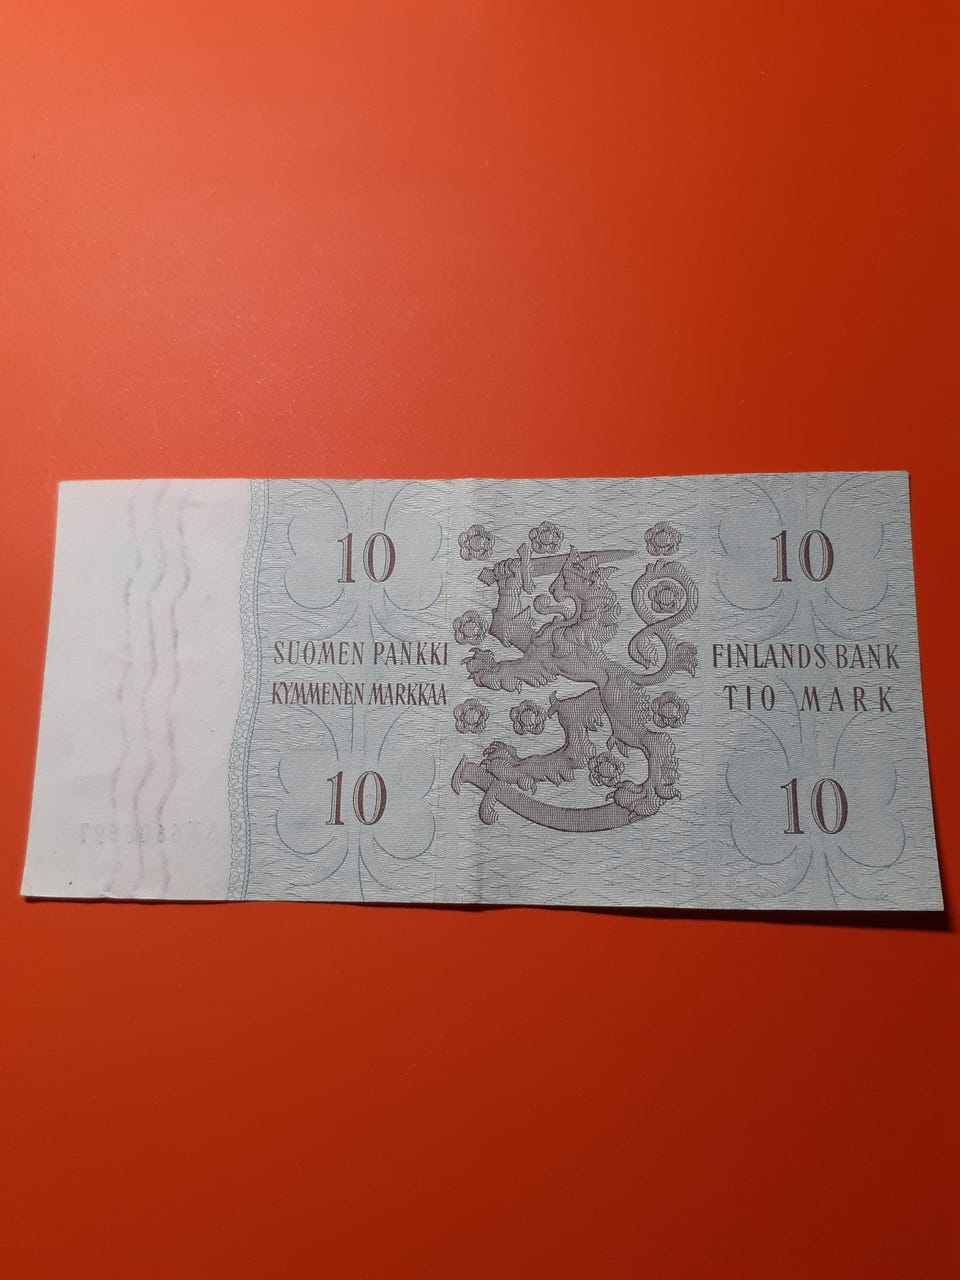 10
10
SUOMEN PANKKI
KYMMENEN MARKKAA
FINLANDS BANK
TIO MARK
10
10